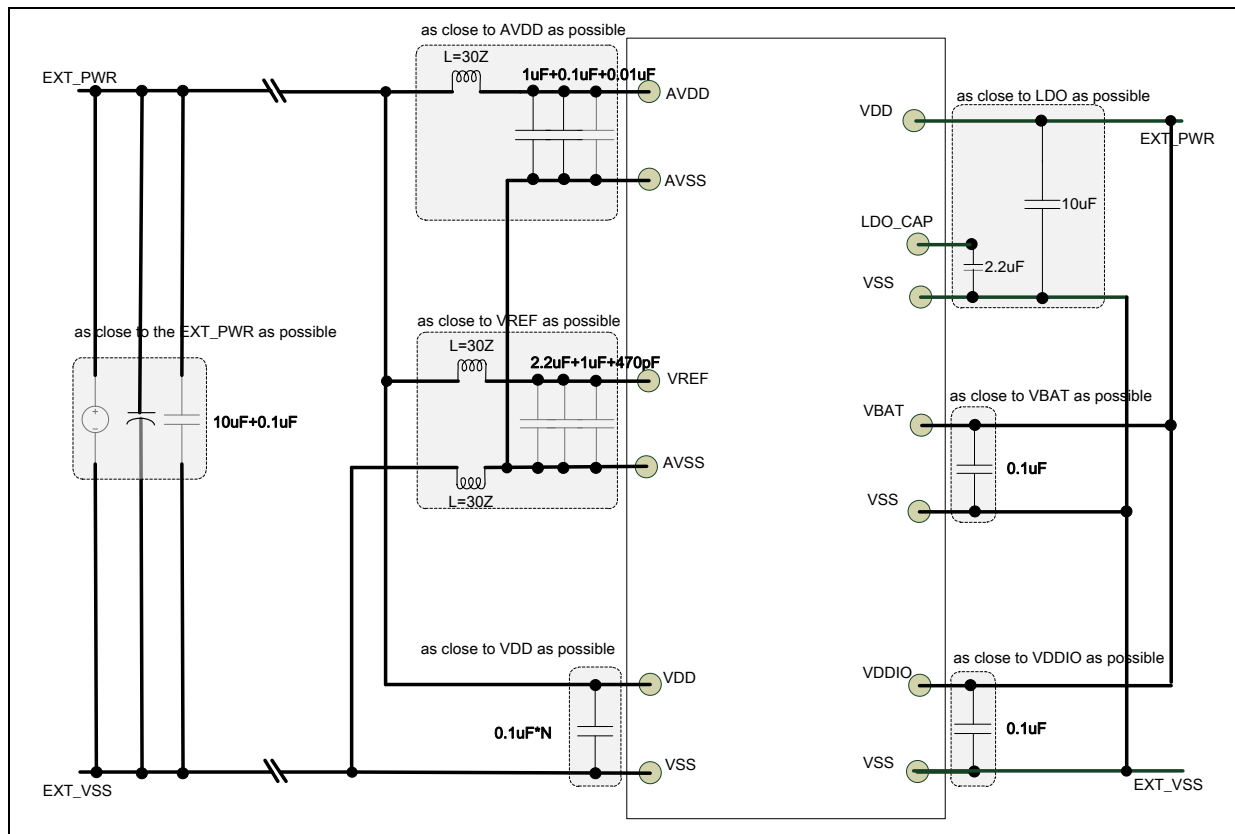 as close to AVDD as possible
L=30Z
EXT_PWR
1uF+0.1uF+0.01uF
AVDD
AVSS
as close to the EXT_PWR as possible
10uF+0.1uF
as close to VREF as possible
L=30Z
2.2uF+1uF+470pF
VREF
AVSS
L=30Z
as close to VDD as possible
VDD
0.1uF*N
VSS
EXT_VSS
as close to LDO as possible
VDD
EXT_PWR
10uF
LDO_CAP
2.2uF
VSS
as close to VBAT as possible
VBAT
0.1uF
VSS
as close to VDDIO as possible
VDDIO
0.1uF
VSS
EXT_VSS